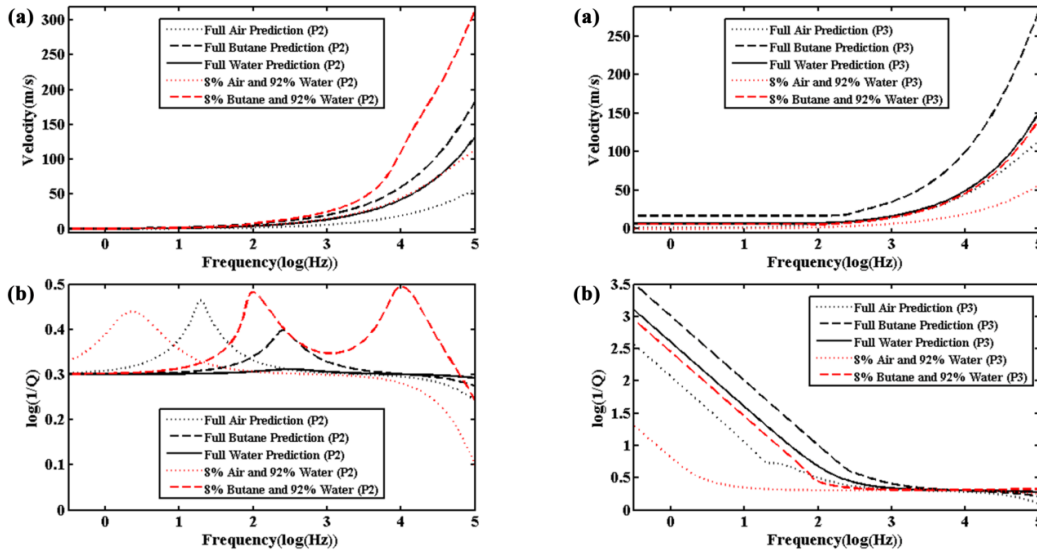 (a)
300
250
200
150
100
50
0
Velocity(m/s)
Full Air Prediction (P2)
Full Butane Prediction (P2)
Full Water Prediction (P2)
8% Air and 92% Water (P2)
8% Butane and 92% Water (P2)
0 1 2 3 4 5
Frequency(log(Hz))
(a)
250
200
150
100
50
0
Velocity(m/s)
Full Air Prediction (P3)
Full Butane Prediction (P3)
Full Water Prediction (P3)
8% Air and 92% Water (P3)
8% Butane and 92% Water (P3)
0 1 2 3 4 5
Frequency(log(Hz))
(b)
0.5
0.4
0.3
0.2
0.1
0
log(1/Q)
Full Air Prediction (P2)
Full Butane Prediction (P2)
Full Water Prediction (P2)
8% Air and 92% Water (P2)
8% Butane and 92% Water (P2)
0 1 2 3 4 5
Frequency(log(Hz))
(b)
3.5
3
2.5
2
1.5
1
0.5
0
log(1/Q)
Full Air Prediction (P3)
Full Butane Prediction (P3)
Full Water Prediction (P3)
8% Air and 92% Water (P3)
8% Butane and 92% Water (P3)
0 1 2 3 4 5
Frequency(log(Hz))